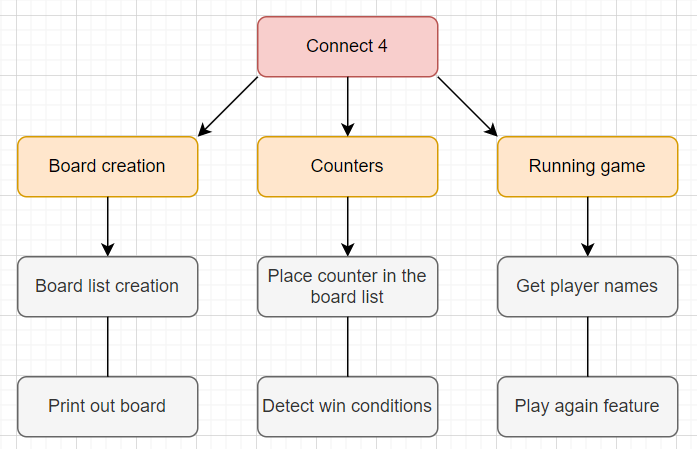 Connect 4
Board creation
Counters
Running game
Board list creation
Place counter in the
board list
Get player names
Print out board
Detect win conditions
Play again feature